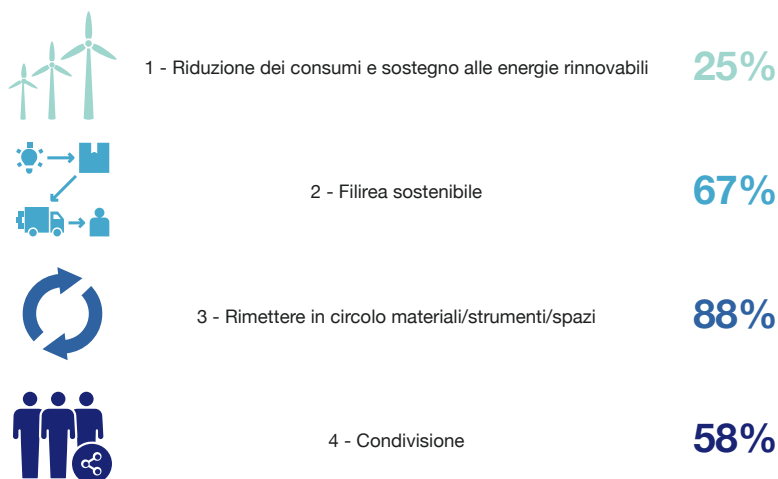 1 - Riduzione dei consumi e sostegno alle energie rinnovabili 25%
2 - Filirea sostenibile 67%
3 - Rimettere in circolo materiali/strumenti/spazi 88%
4 - Condivisione 58%